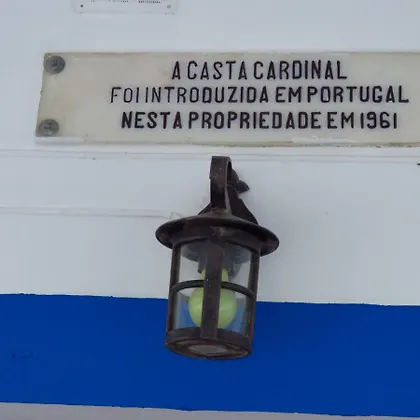 A CASTA CARDINAL
FOI INTRODUZIDA EM PORTUGAL
NESTA PROPRIEDADE EM 1961